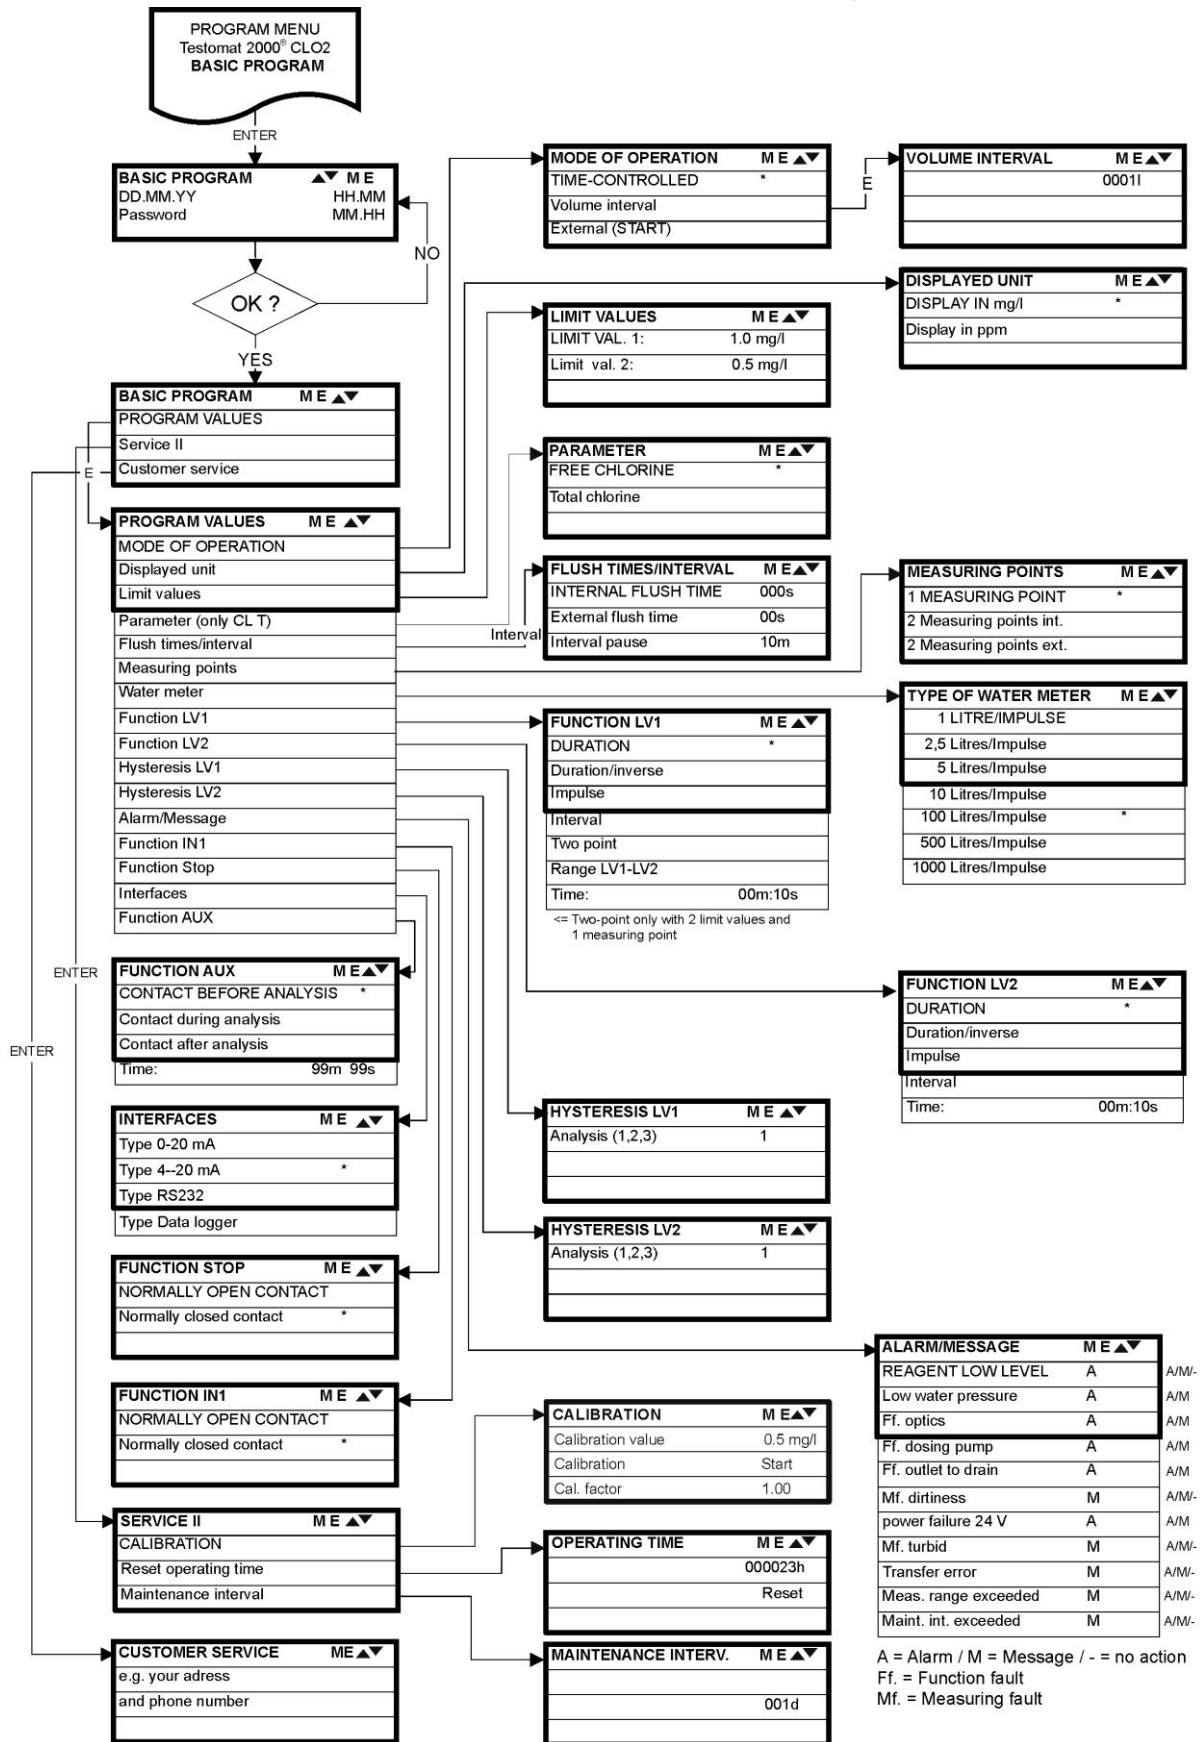 PROGRAM MENU
Testomat 2000® CLO2
BASIC PROGRAM
ENTER
BASIC PROGRAM ▲▼ M E
DD.MM.YY HH.MM
Password MM.HH
NO
OK ?
YES
BASIC PROGRAM M E ▲▼
PROGRAM VALUES
Service II
Customer service
E
PROGRAM VALUES M E ▲▼
MODE OF OPERATION
Displayed unit
Limit values
Parameter (only CL T)
Flush times/interval
Measuring points
Water meter
Function LV1
Function LV2
Hysteresis LV1
Hysteresis LV2
Alarm/Message
Function IN1
Function Stop
Interfaces
Function AUX
ENTER
ENTER
FUNCTION AUX M E ▲▼
CONTACT BEFORE ANALYSIS *
Contact during analysis
Contact after analysis
Time: 99m 99s
INTERFACES M E ▲▼
Type 0-20 mA
Type 4--20 mA *
Type RS232
Type Data logger
FUNCTION STOP M E ▲▼
NORMALLY OPEN CONTACT
Normally closed contact *
FUNCTION IN1 M E ▲▼
NORMALLY OPEN CONTACT
Normally closed contact *
SERVICE II M E ▲▼
CALIBRATION
Reset operating time
Maintenance interval
CUSTOMER SERVICE ME ▲▼
e.g. your adress
and phone number
MODE OF OPERATION M E ▲▼
TIME-CONTROLLED *
Volume interval
External (START)
E
VOLUME INTERVAL M E ▲▼
0001l
DISPLAYED UNIT M E ▲▼
DISPLAY IN mg/l *
Display in ppm
LIMIT VALUES M E ▲▼
LIMIT VAL. 1: 1.0 mg/l
Limit val. 2: 0.5 mg/l
PARAMETER M E ▲▼
FREE CHLORINE *
Total chlorine
Interval
FLUSH TIMES/INTERVAL M E ▲▼
INTERNAL FLUSH TIME 000s
External flush time 00s
Interval pause 10m
MEASURING POINTS M E ▲▼
1 MEASURING POINT *
2 Measuring points int.
2 Measuring points ext.
TYPE OF WATER METER M E ▲▼
1 LITRE/IMPULSE
2,5 Litres/Impulse
5 Litres/Impulse
10 Litres/Impulse
100 Litres/Impulse *
500 Litres/Impulse
1000 Litres/Impulse
FUNCTION LV1 M E ▲▼
DURATION *
Duration/inverse
Impulse
Interval
Two point
Range LV1-LV2
Time: 00m:10s
<= Two-point only with 2 limit values and
1 measuring point
FUNCTION LV2 M E ▲▼
DURATION *
Duration/inverse
Impulse
Interval
Time: 00m:10s
HYSTERESIS LV1 M E ▲▼
Analysis (1,2,3) 1
HYSTERESIS LV2 M E ▲▼
Analysis (1,2,3) 1
ALARM/MESSAGE M E ▲▼
REAGENT LOW LEVEL A A/M/-
Low water pressure A A/M
Ff. optics A A/M
Ff. dosing pump A A/M
Ff. outlet to drain A A/M
Mf. dirtiness M A/M/-
power failure 24 V A A/M
Mf. turbid M A/M/-
Transfer error M A/M/-
Meas. range exceeded M A/M/-
Maint. int. exceeded M A/M/-
A = Alarm / M = Message / - = no action
Ff. = Function fault
Mf. = Measuring fault
CALIBRATION M E ▲▼
Calibration value 0.5 mg/l
Calibration Start
Cal. factor 1.00
OPERATING TIME M E ▲▼
000023h
Reset
MAINTENANCE INTERV. M E ▲▼
001d